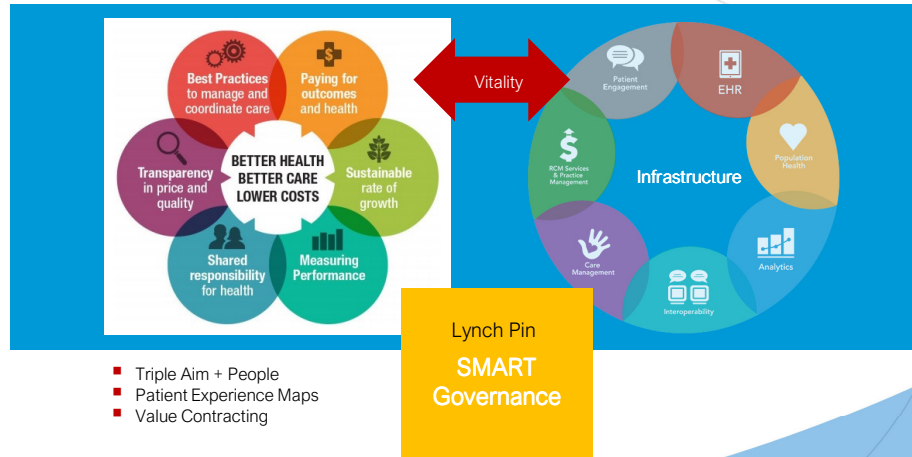 Best Practices
to manage and
coordinate care
Paying for
outcomes
and health
Transparency
in price and
quality
BETTER HEALTH
BETTER CARE
LOWER COSTS
Sustainable
rate of
growth
Shared
responsibility
for health
Measuring
Performance
Vitality
Patient
Engagement
EHR
RCM Services
& Practice
Management
Population
Health
Infrastructure
Care
Management
Analytics
Interoperability
Lynch Pin
SMART
Governance
Triple Aim + People
Patient Experience Maps
Value Contracting